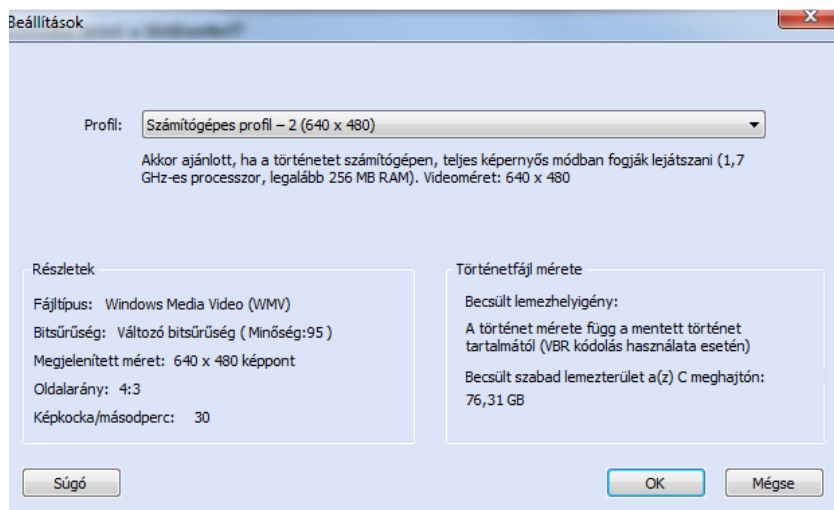 Beállítások
Profil:
Számítógépes profil – 2 (640 x 480)
Akkor ajánlott, ha a történetet számítógépen, teljes képernyős módban fogják lejátszani (1,7
GHz-es processzor, legalább 256 MB RAM). Videoméret: 640 x 480
Részletek
Fájltípus: Windows Media Video (WMV)
Bitsűrűség: Változó bitsűrűség ( Minőség:95 )
Megjelenített méret: 640 x 480 képpont
Oldalarány: 4:3
Képkocka/másodperc: 30
Történetfájl mérete
Becsült lemezhelyigény:
A történet mérete függ a mentett történet
tartalmától (VBR kódolás használata esetén)
Becsült szabad lemezterület a(z) C meghajtón:
76,31 GB
Súgó
OK
Mégse